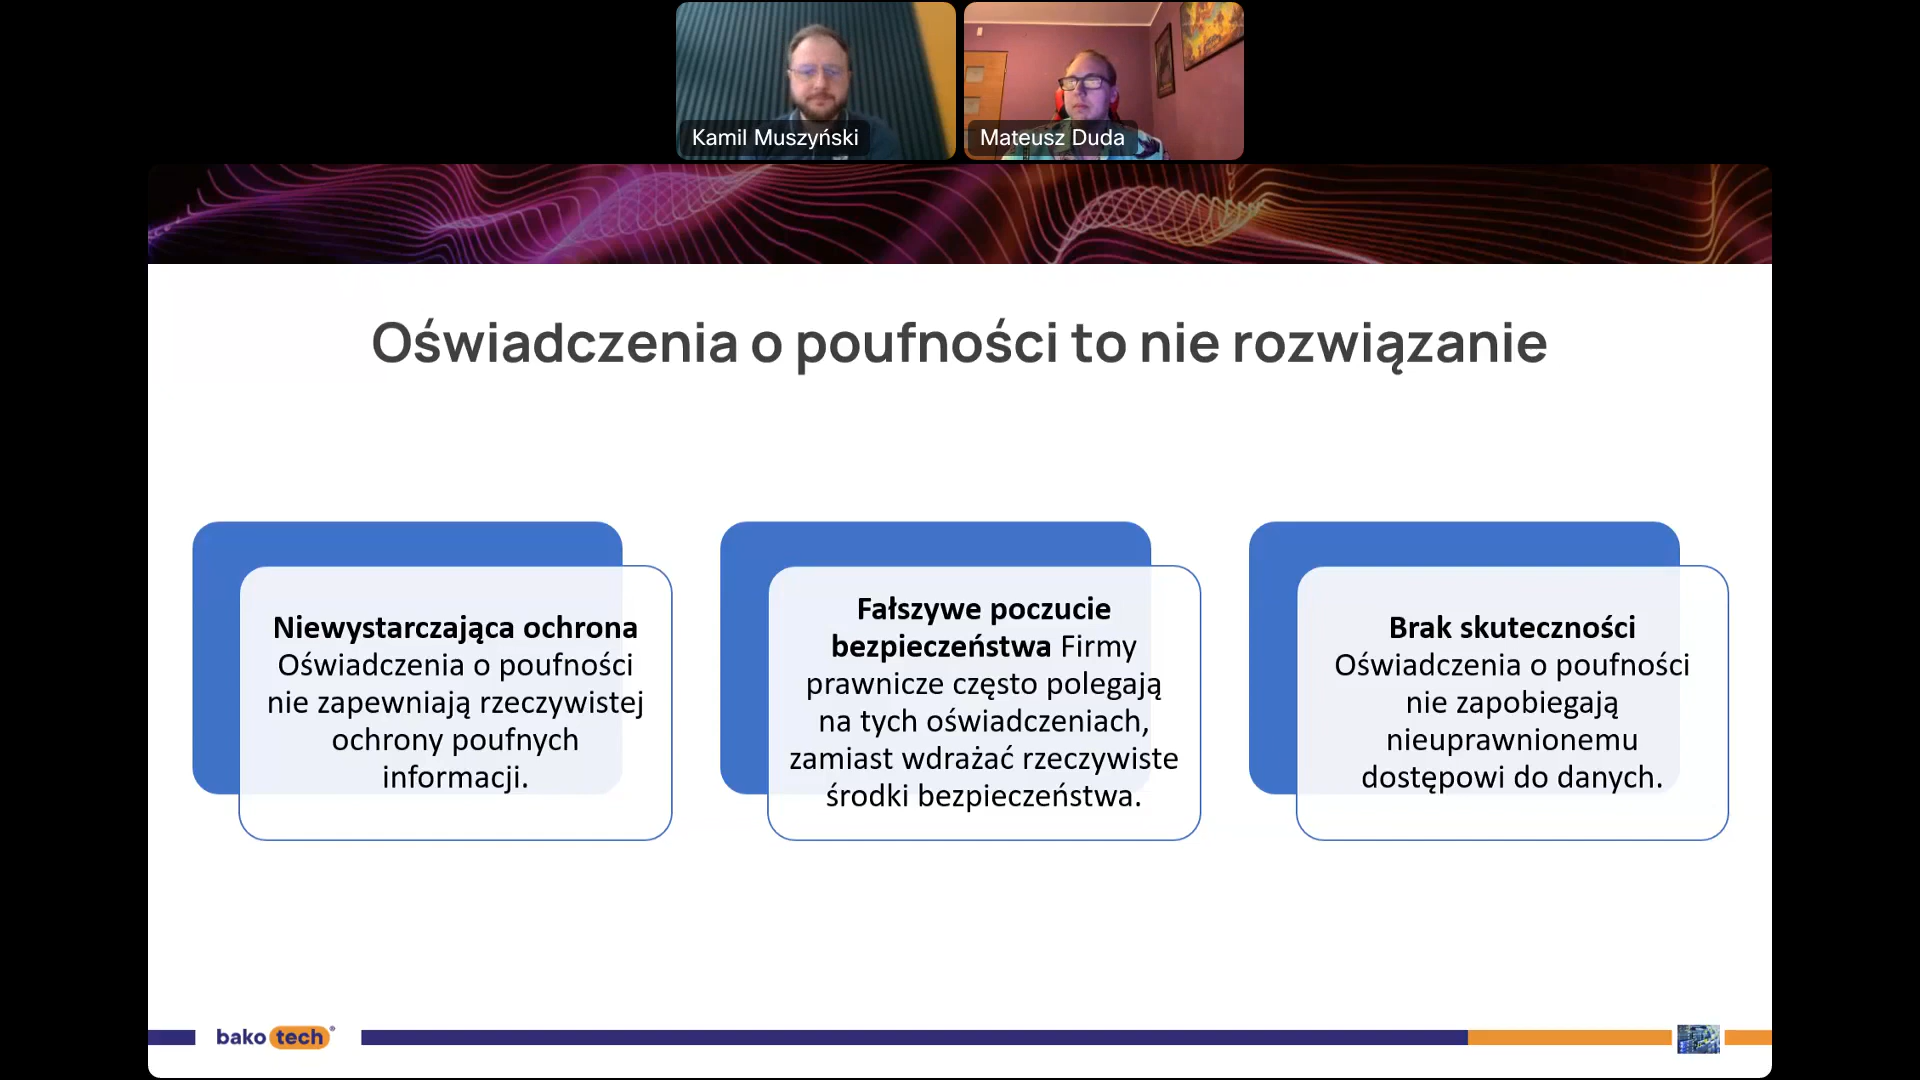 Kamil Muszyński
Mateusz Duda
Oświadczenia o poufności to nie rozwiązanie
Niewystarczająca ochrona
Oświadczenia o poufności
nie zapewniają rzeczywistej
ochrony poufnych
informacji.
Fałszywe poczucie
bezpieczeństwa Firmy
prawnicze często polegają
na tych oświadczeniach,
zamiast wdrażać rzeczywiste
środki bezpieczeństwa.
Brak skuteczności
Oświadczenia o poufności
nie zapobiegają
nieuprawnionemu
dostępowi do danych.
bako tech®